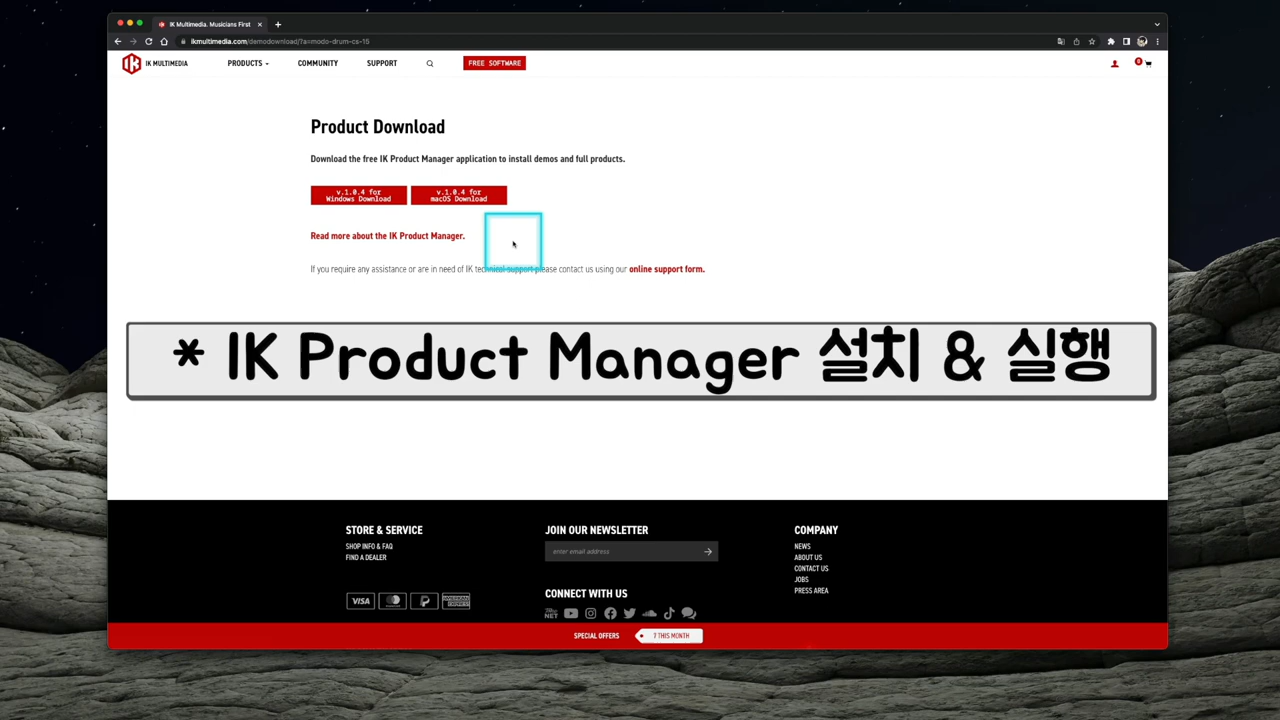 IK Multimedia. Musicians First
ikmultimedia.com/demodownload/?a=modo-drum-cs-15
IK MULTIMEDIA
PRODUCTS
COMMUNITY
SUPPORT
FREE SOFTWARE
0
Product Download
Download the free IK Product Manager application to install demos and full products.
v.1.0.4 for
Windows Download
v.1.0.4 for
macOS Download
Read more about the IK Product Manager.
If you require any assistance or are in need of IK technical support please contact us using our online support form.
* IK Product Manager 설치 & 실행
STORE & SERVICE
SHOP INFO & FAQ
FIND A DEALER
VISA
JOIN OUR NEWSLETTER
enter email address
CONNECT WITH US
COMPANY
NEWS
ABOUT US
CONTACT US
JOBS
PRESS AREA
SPECIAL OFFERS
7 THIS MONTH